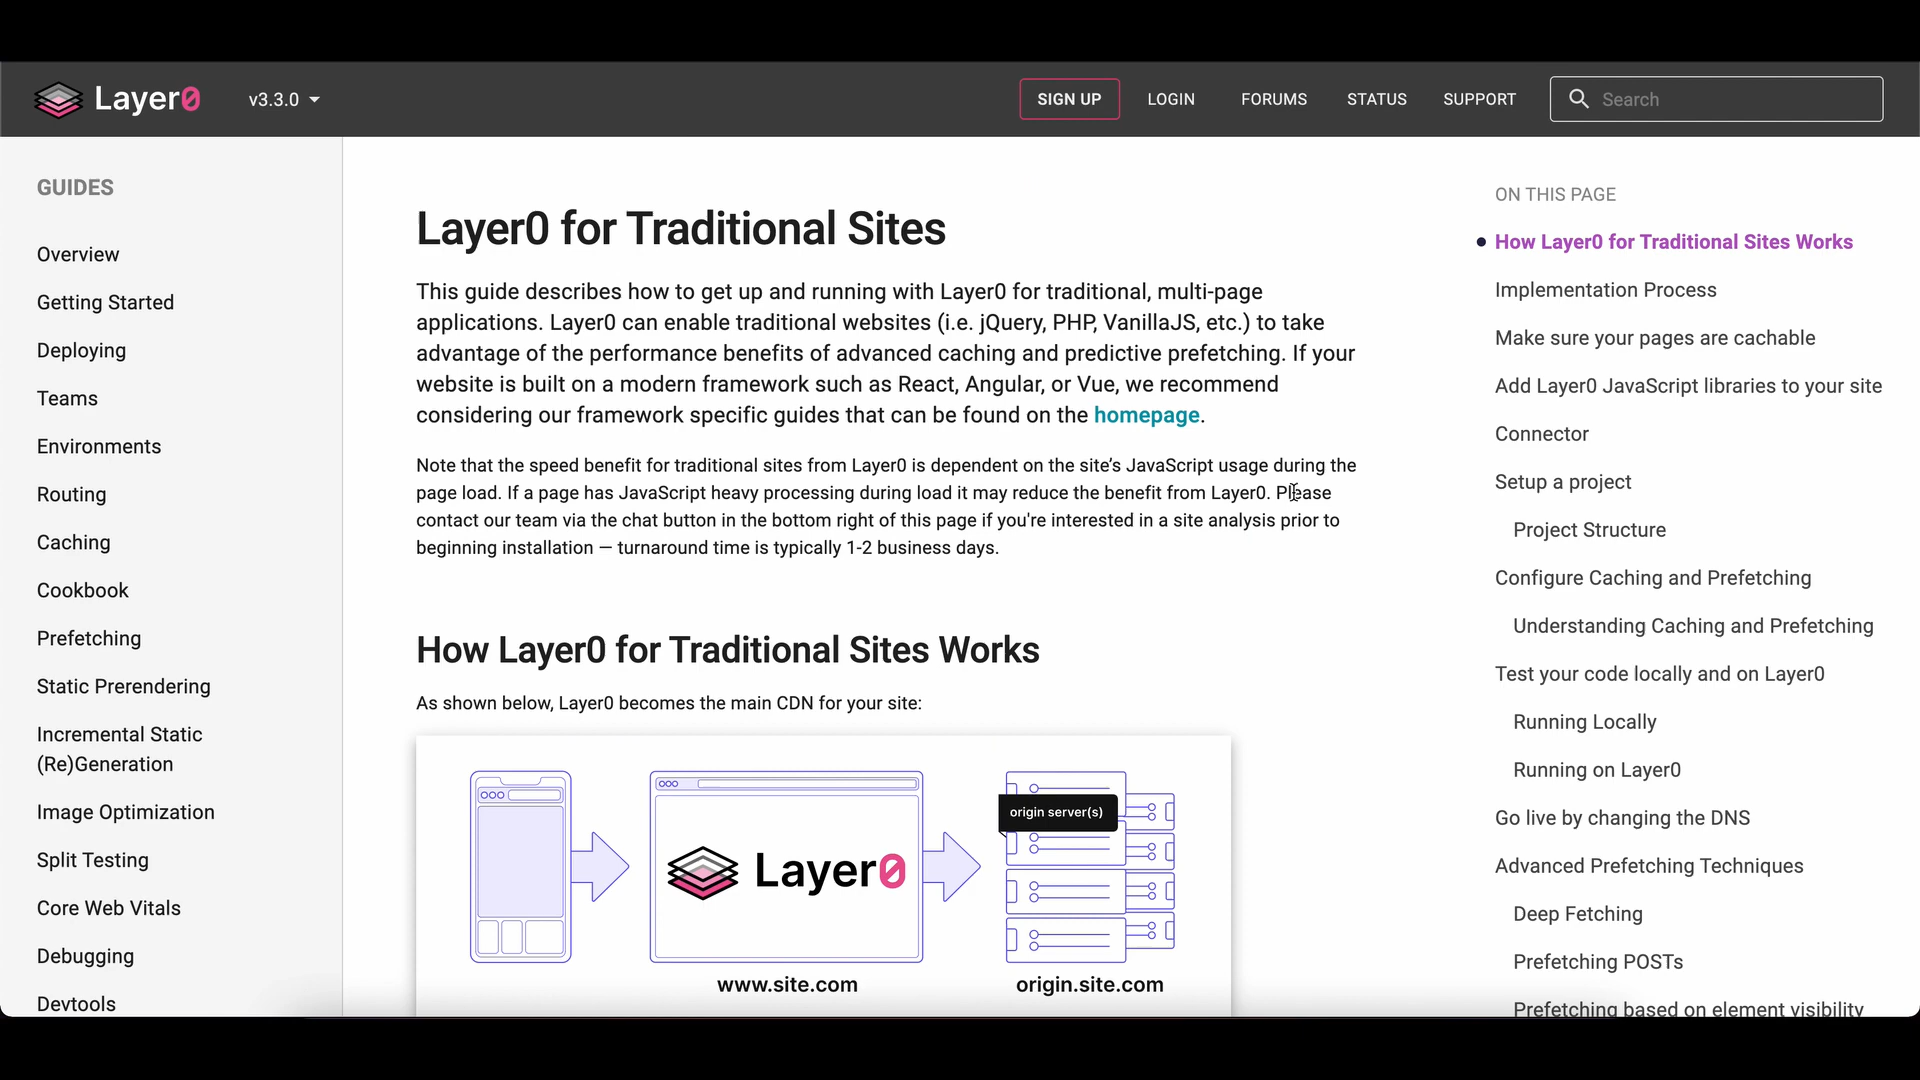 Layer0
v3.3.0
SIGN UP
LOGIN
FORUMS
STATUS
SUPPORT
Search
GUIDES
Overview
Getting Started
Deploying
Teams
Environments
Routing
Caching
Cookbook
Prefetching
Static Prerendering
Incremental Static
(Re)Generation
Image Optimization
Split Testing
Core Web Vitals
Debugging
Devtools
Layer0 for Traditional Sites
This guide describes how to get up and running with Layer0 for traditional, multi-page
applications. Layer0 can enable traditional websites (i.e. jQuery, PHP, VanillaJS, etc.) to take
advantage of the performance benefits of advanced caching and predictive prefetching. If your
website is built on a modern framework such as React, Angular, or Vue, we recommend
considering our framework specific guides that can be found on the homepage.
Note that the speed benefit for traditional sites from Layer0 is dependent on the site's JavaScript usage during the
page load. If a page has JavaScript heavy processing during load it may reduce the benefit from Layer0. Please
contact our team via the chat button in the bottom right of this page if you're interested in a site analysis prior to
beginning installation — turnaround time is typically 1-2 business days.
How Layer0 for Traditional Sites Works
As shown below, Layer0 becomes the main CDN for your site:
origin server(s)
Layer0
www.site.com
origin.site.com
ON THIS PAGE
How Layer0 for Traditional Sites Works
Implementation Process
Make sure your pages are cachable
Add Layer0 JavaScript libraries to your site
Connector
Setup a project
Project Structure
Configure Caching and Prefetching
Understanding Caching and Prefetching
Test your code locally and on Layer0
Running Locally
Running on Layer0
Go live by changing the DNS
Advanced Prefetching Techniques
Deep Fetching
Prefetching POSTs
Prefetching based on element visibility